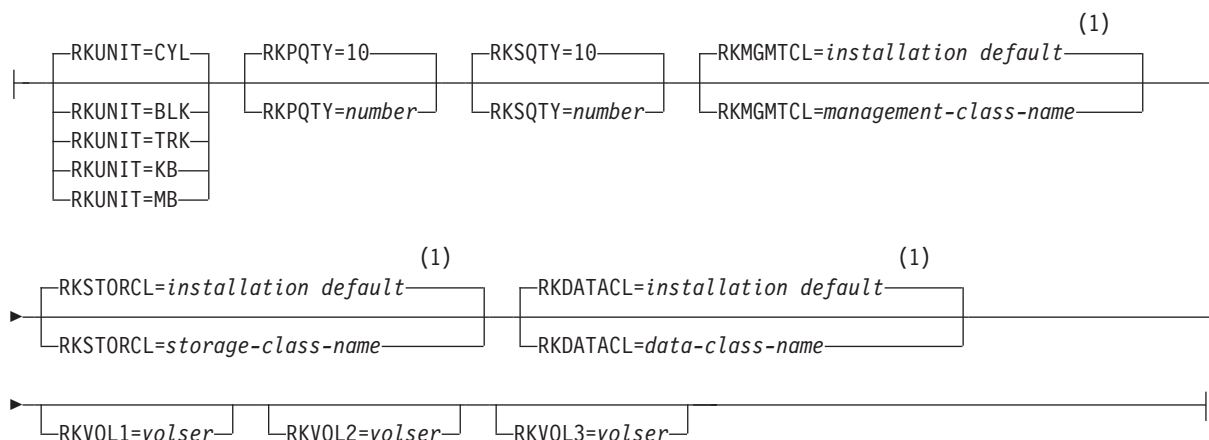 (1)
RKUNIT=CYL RKPQTY=10 RKSQTY=10 RKMGMTCL=installation default
RKUNIT=BLK RKPQTY=number RKSQTY=number RKMGMTCL=management-class-name
RKUNIT=TRK
RKUNIT=KB
RKUNIT=MB
(1) (1)
RKSTORCL=installation default RKDATACL=installation default
RKSTORCL=storage-class-name RKDATACL=data-class-name
RKVOL1=volser RKVOL2=volser RKVOL3=volser